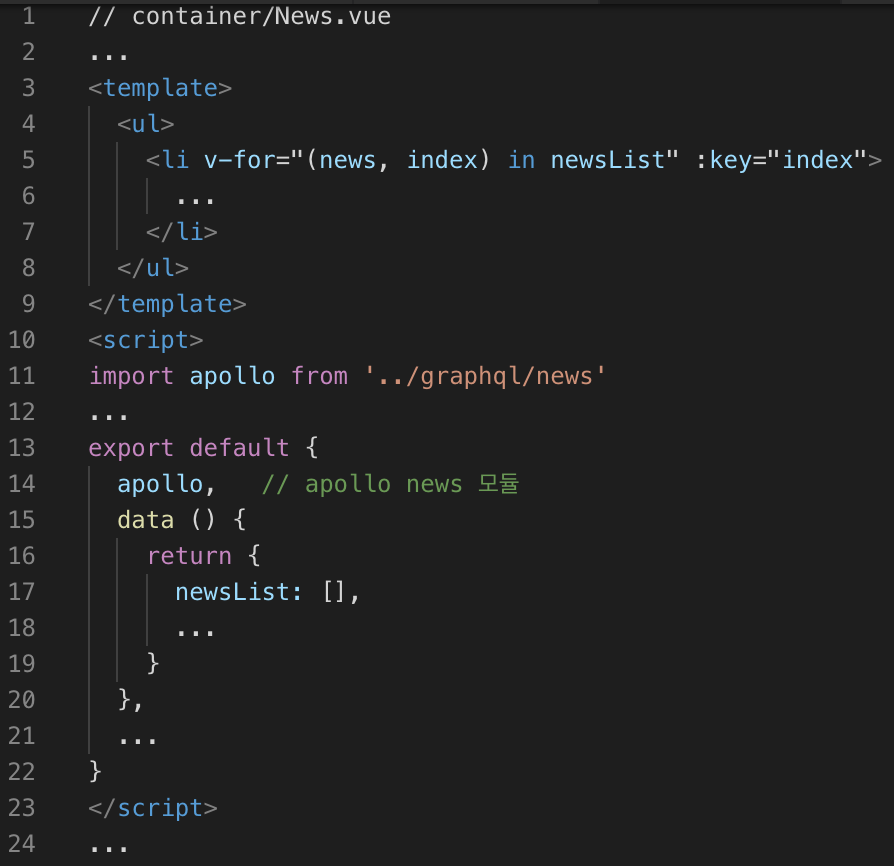 1 // container/News.vue
2 ...
3 <template>
4   <ul>
5     <li v-for="(news, index) in newsList" :key="index">
6       ...
7     </li>
8   </ul>
9 </template>
10 <script>
11 import apollo from '../graphql/news'
12 ...
13 export default {
14   apollo,   // apollo news 모듈
15   data () {
16     return {
17       newsList: [],
18       ...
19     }
20   },
21   ...
22 }
23 </script>
24 ...